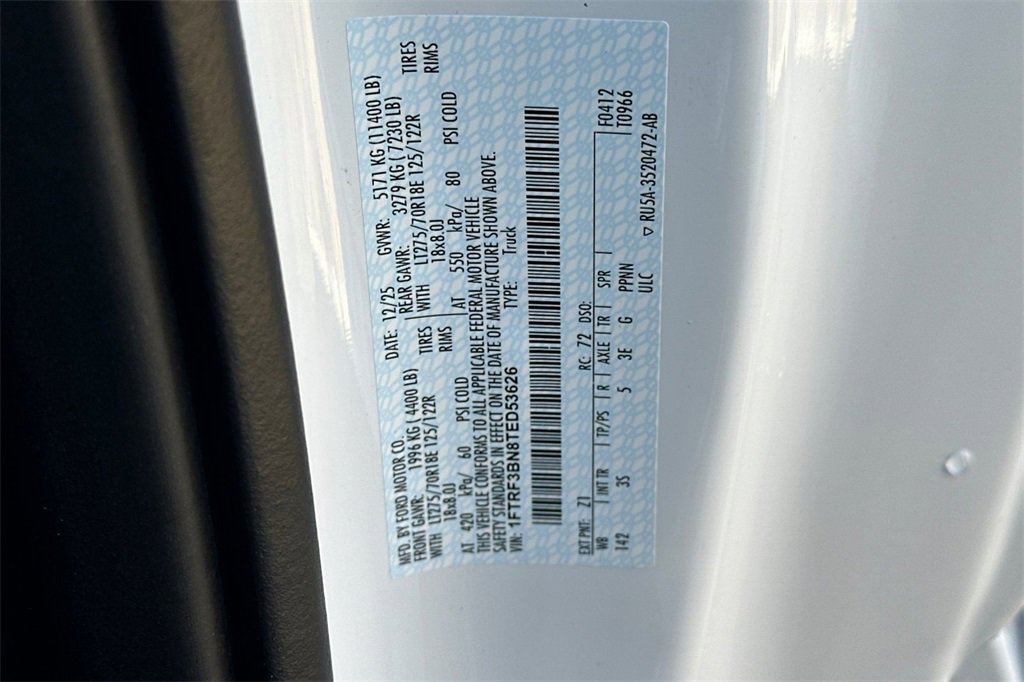 MFD. BY FORD MOTOR CO. DATE: 12/25 GVWR: 5171 KG (11400 LB)
FRONT GAWR: 1996 KG ( 4400 LB) REAR GAWR: 3279 KG ( 7230 LB)
WITH LT275/70R18E 125/122R TIRES WITH LT275/70R18E 125/122R TIRES
18x8.0J RIMS 18x8.0J RIMS
AT 420 kPa/ 60 PSI COLD AT 550 kPa/ 80 PSI COLD
THIS VEHICLE CONFORMS TO ALL APPLICABLE FEDERAL MOTOR VEHICLE
SAFETY STANDARDS IN EFFECT ON THE DATE OF MANUFACTURE SHOWN ABOVE.
VIN: 1FTRF3BN8TED53626 TYPE: Truck
EXT PNT: Z1 RC: 72 DSO: F0412
WB INT TR TP/PS R AXLE TR SPR T0966
142 3S 5 3E G PPNN
ULC ▽ RU5A-3520472-AB